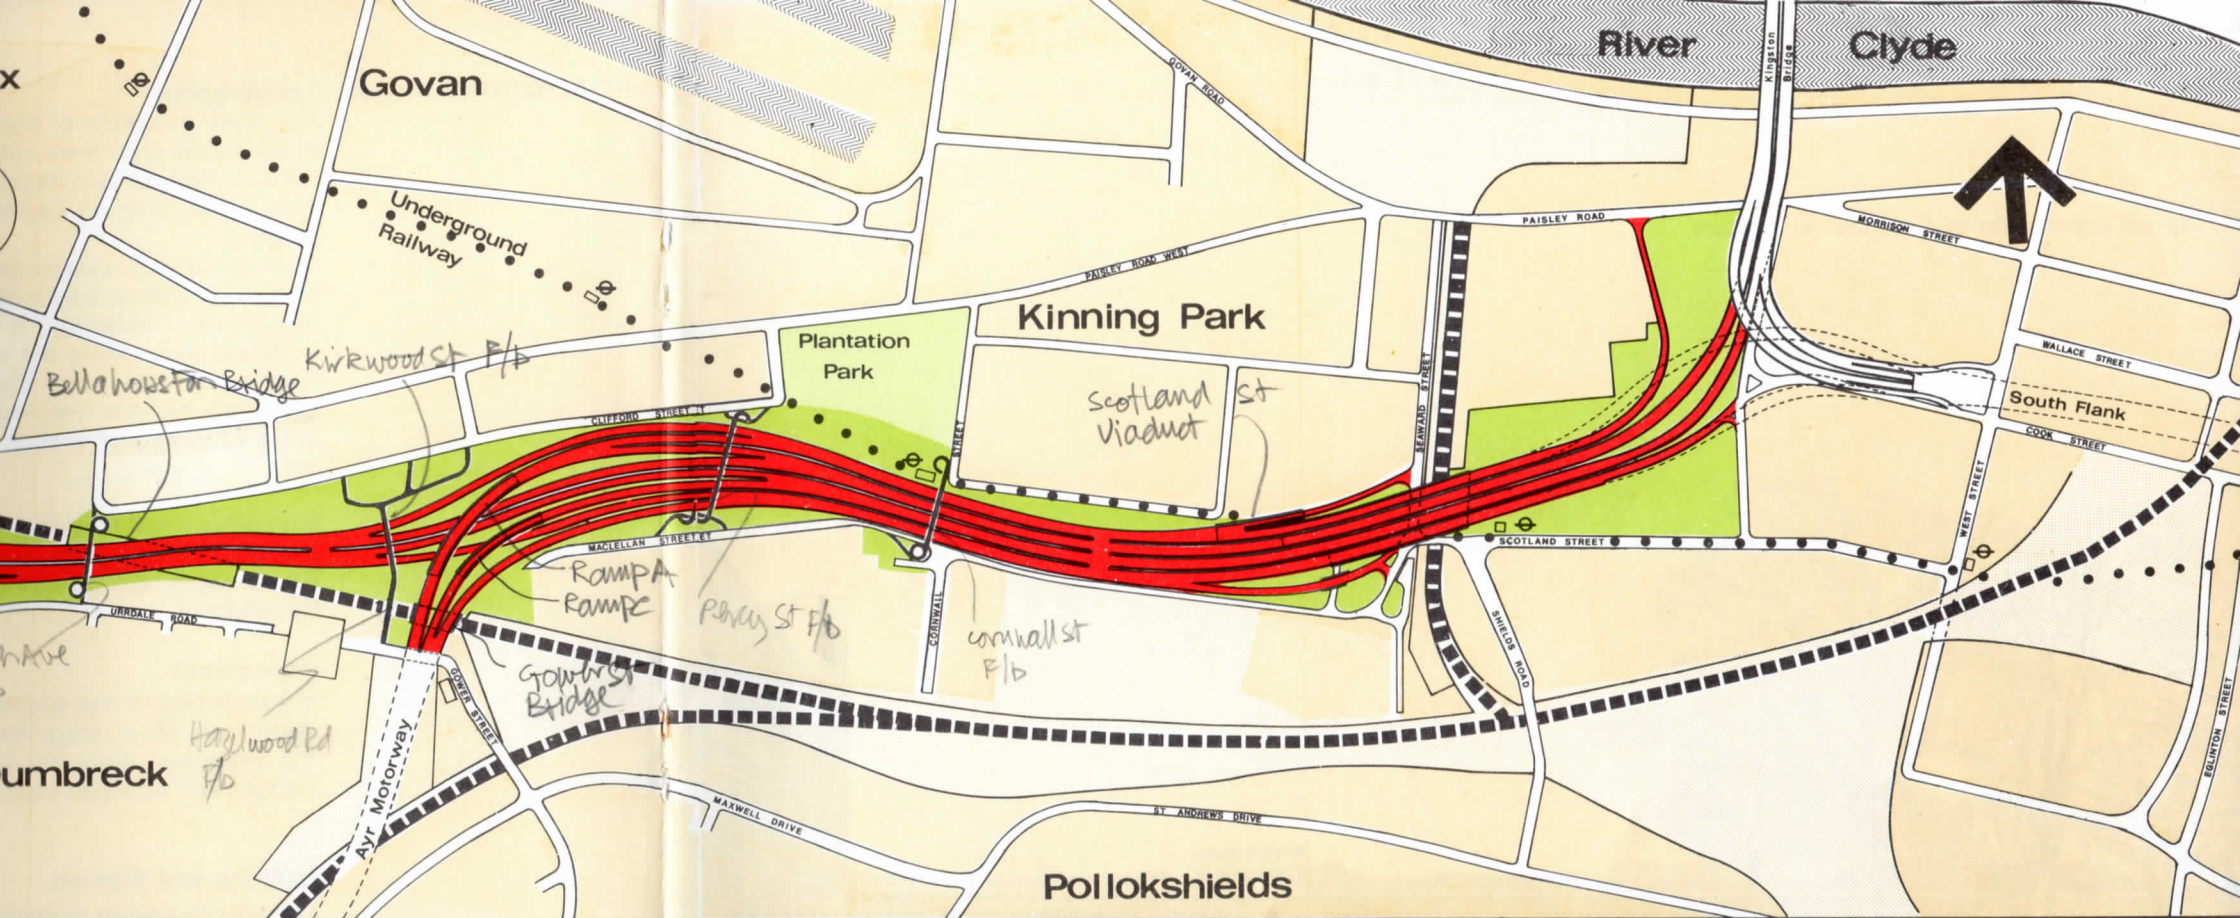 x
Govan
River Clyde
Kingston
Bridge
GOVAN ROAD
Underground
Railway
PAISLEY ROAD WEST
PAISLEY ROAD
MORRISON STREET
Kinning Park
Plantation
Park
Kirkwood St F/b
Bellahouston Bridge
CLIFFORD STREET
STREET
Scotland St
Viaduct
SEAWARD STREET
WALLACE STREET
South Flank
COOK STREET
WEST STREET
MACLELLAN STREET
SCOTLAND STREET
Ramp A
Ramp C
Percy St F/b
URRDALE ROAD
CORNWALL
cornwall st
F/b
SHIELDS ROAD
Ave
Gower St
Bridge
GOWER STREET
Hazelwood Rd
F/b
umbreck
Ayr Motorway
MAXWELL DRIVE
ST ANDREWS DRIVE
EGLINTON STREET
Pollokshields